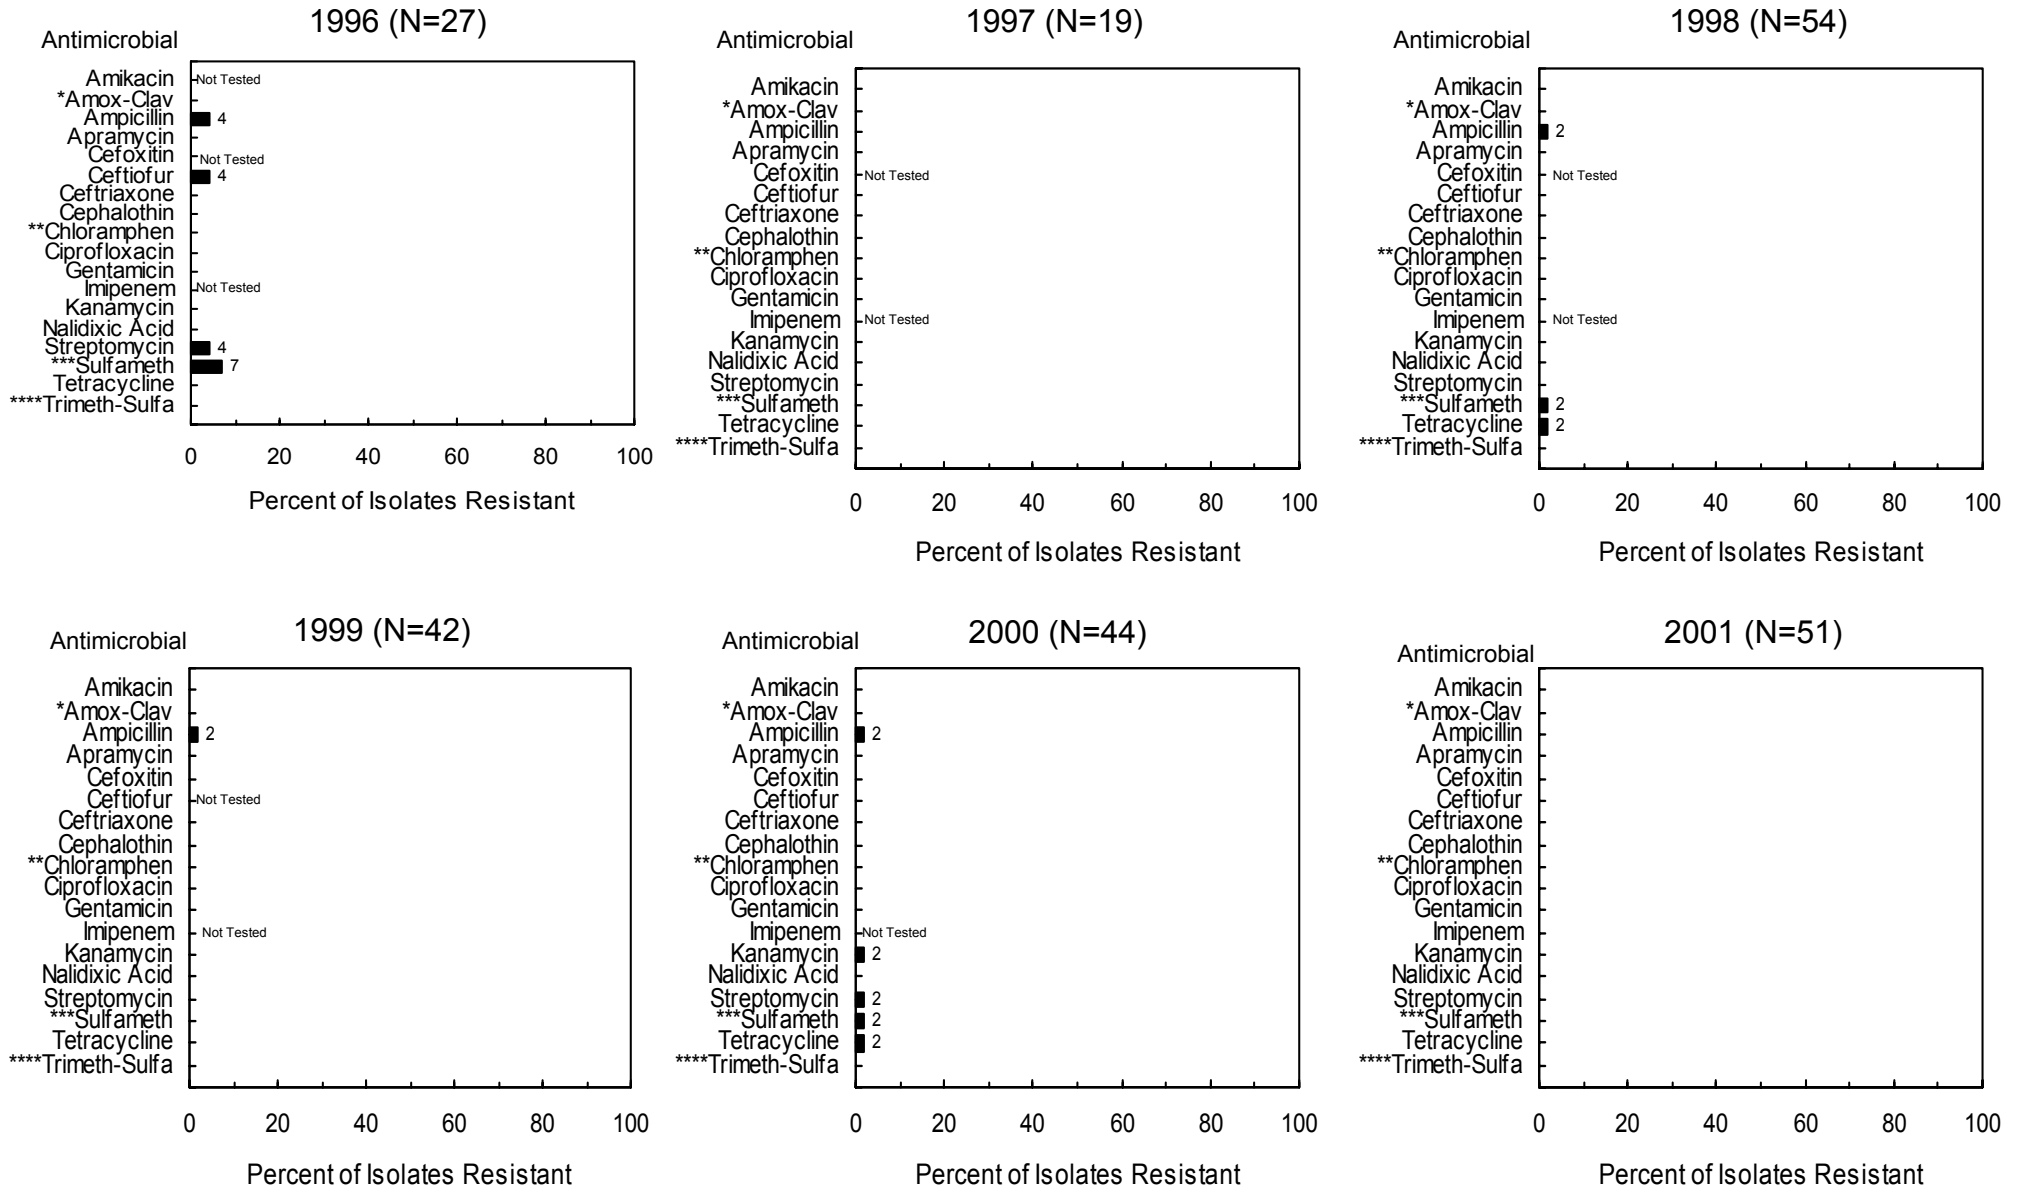 1996 (N=27)
Antimicrobial
Amikacin Not Tested
*Amox-Clav
Ampicillin 4
Apramycin
Cefoxitin Not Tested
Ceftiofur 4
Ceftriaxone
Cephalothin
**Chloramphen
Ciprofloxacin
Gentamicin
Imipenem Not Tested
Kanamycin
Nalidixic Acid
Streptomycin 4
***Sulfameth 7
Tetracycline
****Trimeth-Sulfa
0 20 40 60 80 100
Percent of Isolates Resistant
1997 (N=19)
Antimicrobial
Amikacin
*Amox-Clav
Ampicillin
Apramycin
Cefoxitin Not Tested
Ceftiofur
Ceftriaxone
Cephalothin
**Chloramphen
Ciprofloxacin
Gentamicin
Imipenem Not Tested
Kanamycin
Nalidixic Acid
Streptomycin
***Sulfameth
Tetracycline
****Trimeth-Sulfa
0 20 40 60 80 100
Percent of Isolates Resistant
1998 (N=54)
Antimicrobial
Amikacin
*Amox-Clav
Ampicillin 2
Apramycin
Cefoxitin Not Tested
Ceftiofur
Ceftriaxone
Cephalothin
**Chloramphen
Ciprofloxacin
Gentamicin
Imipenem Not Tested
Kanamycin
Nalidixic Acid
Streptomycin
***Sulfameth 2
Tetracycline 2
****Trimeth-Sulfa
0 20 40 60 80 100
Percent of Isolates Resistant
1999 (N=42)
Antimicrobial
Amikacin
*Amox-Clav
Ampicillin 2
Apramycin
Cefoxitin
Ceftiofur Not Tested
Ceftriaxone
Cephalothin
**Chloramphen
Ciprofloxacin
Gentamicin
Imipenem Not Tested
Kanamycin
Nalidixic Acid
Streptomycin
***Sulfameth
Tetracycline
****Trimeth-Sulfa
0 20 40 60 80 100
Percent of Isolates Resistant
2000 (N=44)
Antimicrobial
Amikacin
*Amox-Clav
Ampicillin 2
Apramycin
Cefoxitin
Ceftiofur
Ceftriaxone
Cephalothin
**Chloramphen
Ciprofloxacin
Gentamicin
Imipenem Not Tested
Kanamycin 2
Nalidixic Acid
Streptomycin 2
***Sulfameth 2
Tetracycline 2
****Trimeth-Sulfa
0 20 40 60 80 100
Percent of Isolates Resistant
2001 (N=51)
Antimicrobial
Amikacin
*Amox-Clav
Ampicillin
Apramycin
Cefoxitin
Ceftiofur
Ceftriaxone
Cephalothin
**Chloramphen
Ciprofloxacin
Gentamicin
Imipenem
Kanamycin
Nalidixic Acid
Streptomycin
***Sulfameth
Tetracycline
****Trimeth-Sulfa
0 20 40 60 80 100
Percent of Isolates Resistant